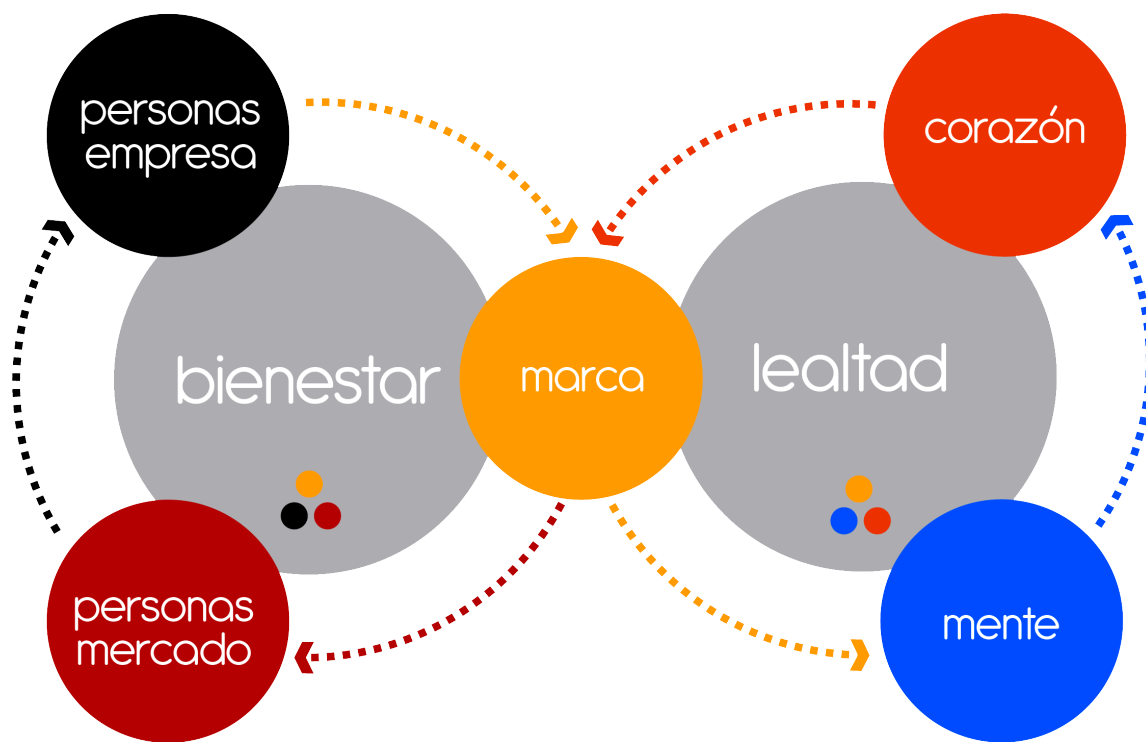 personas
empresa
corazón
bienestar
marca
lealtad
personas
mercado
mente